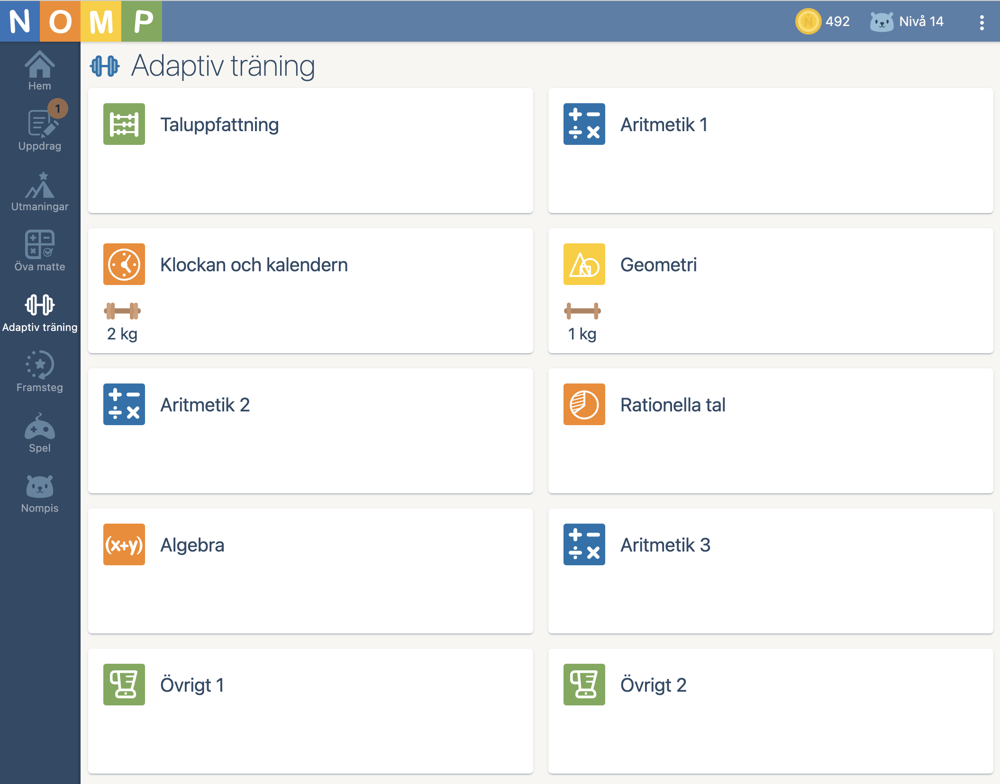 NOMP
492
Nivå 14
Hem
1
Uppdrag
Utmaningar
Öva matte
Adaptiv träning
Framsteg
Spel
Nompis
Adaptiv träning
Taluppfattning
Aritmetik 1
Klockan och kalendern
2 kg
Geometri
1 kg
Aritmetik 2
Rationella tal
(x+y)
Algebra
Aritmetik 3
Övrigt 1
Övrigt 2